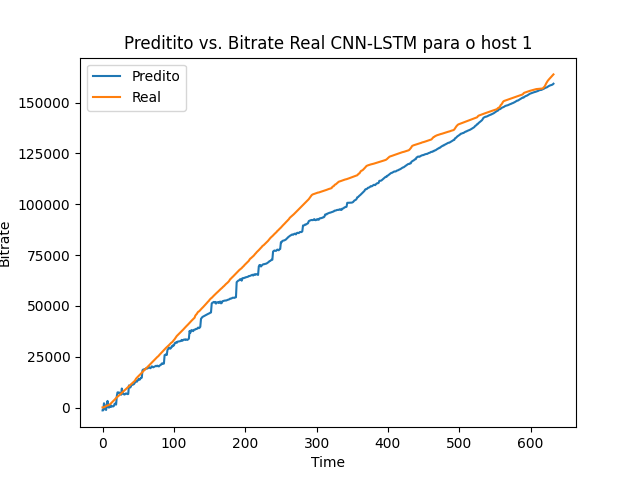 Preditito vs. Bitrate Real CNN-LSTM para o host 1
Predito
Real
150000
125000
100000
75000
50000
25000
0
Bitrate
0 100 200 300 400 500 600
Time